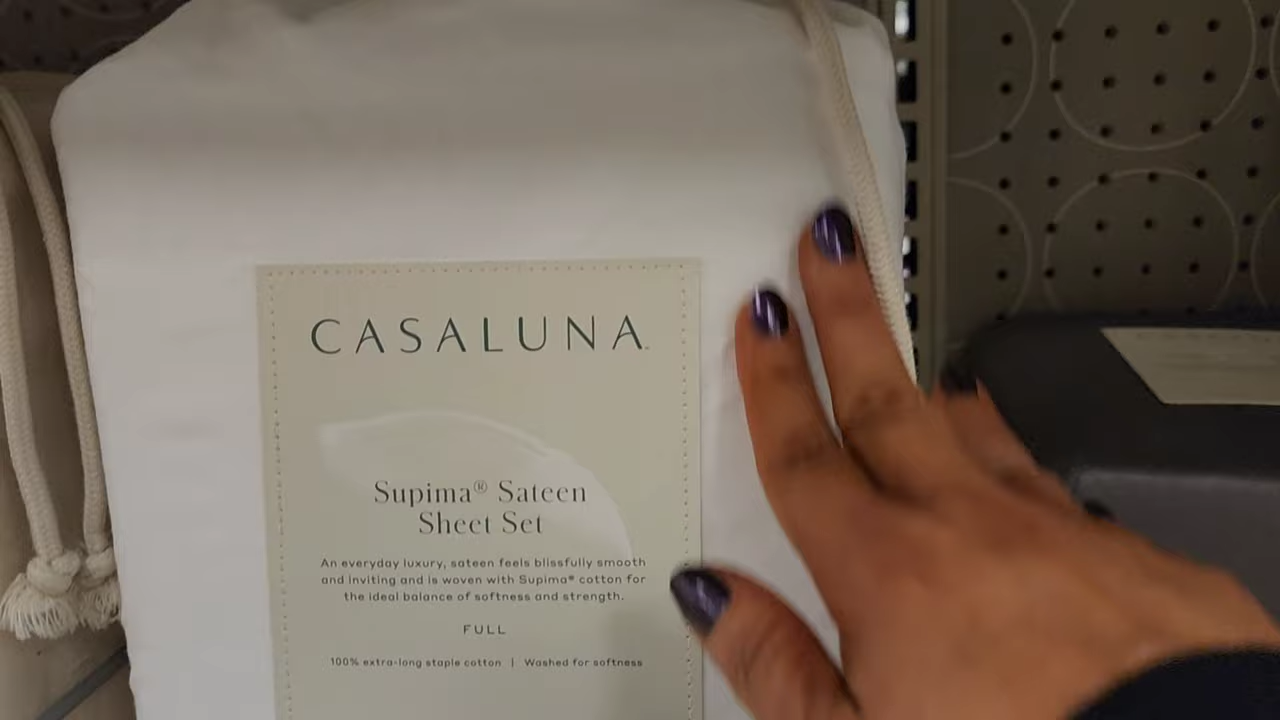 CASALUNA™
Supima® Sateen
Sheet Set
An everyday luxury, sateen feels blissfully smooth
and inviting and is woven with Supima® cotton for
the ideal balance of softness and strength.
FULL
100% extra-long staple cotton | Washed for softness